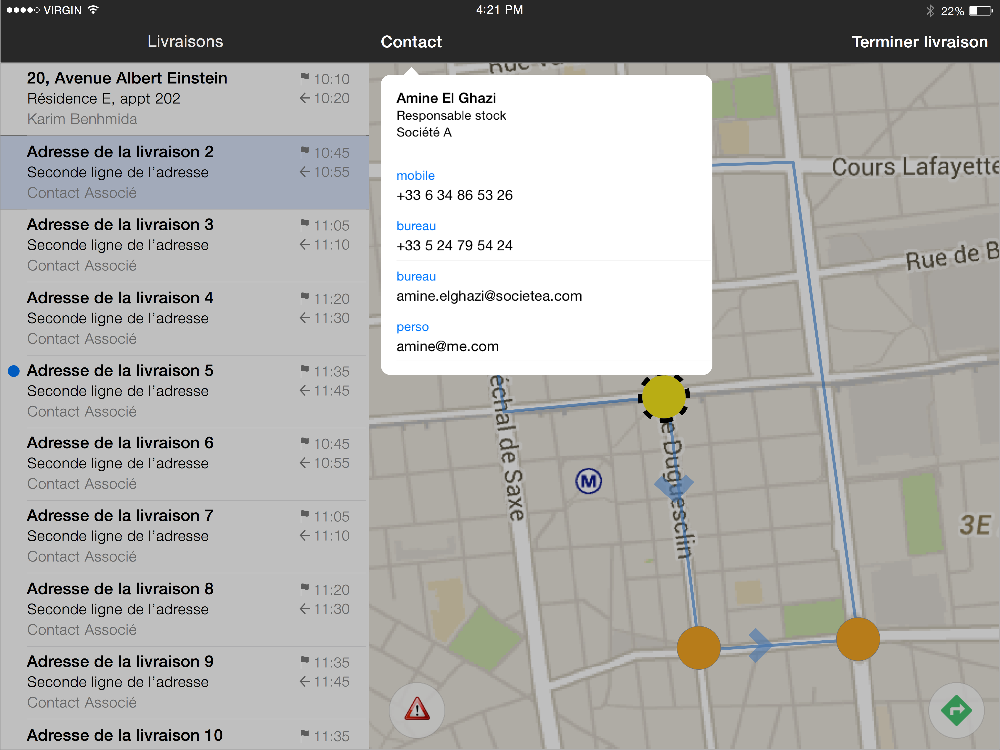 VIRGIN
4:21 PM
22%
Livraisons
Contact
Terminer livraison
20, Avenue Albert Einstein
10:10
Résidence E, appt 202
10:20
Karim Benhmida
Adresse de la livraison 2
10:45
Seconde ligne de l’adresse
10:55
Contact Associé
Adresse de la livraison 3
11:05
Seconde ligne de l’adresse
11:10
Contact Associé
Adresse de la livraison 4
11:20
Seconde ligne de l’adresse
11:30
Contact Associé
Adresse de la livraison 5
11:35
Seconde ligne de l’adresse
11:45
Contact Associé
Adresse de la livraison 6
10:45
Seconde ligne de l’adresse
10:55
Contact Associé
Adresse de la livraison 7
11:05
Seconde ligne de l’adresse
11:10
Contact Associé
Adresse de la livraison 8
11:20
Seconde ligne de l’adresse
11:30
Contact Associé
Adresse de la livraison 9
11:35
Seconde ligne de l’adresse
11:45
Contact Associé
Adresse de la livraison 10
11:35
Amine El Ghazi
Responsable stock
Société A
mobile
+33 6 34 86 53 26
bureau
+33 5 24 79 54 24
bureau
amine.elghazi@societea.com
perso
amine@me.com
Rue
Cours Lafayette
Rue de B
échal de Saxe
e Duguesclin
M
3E